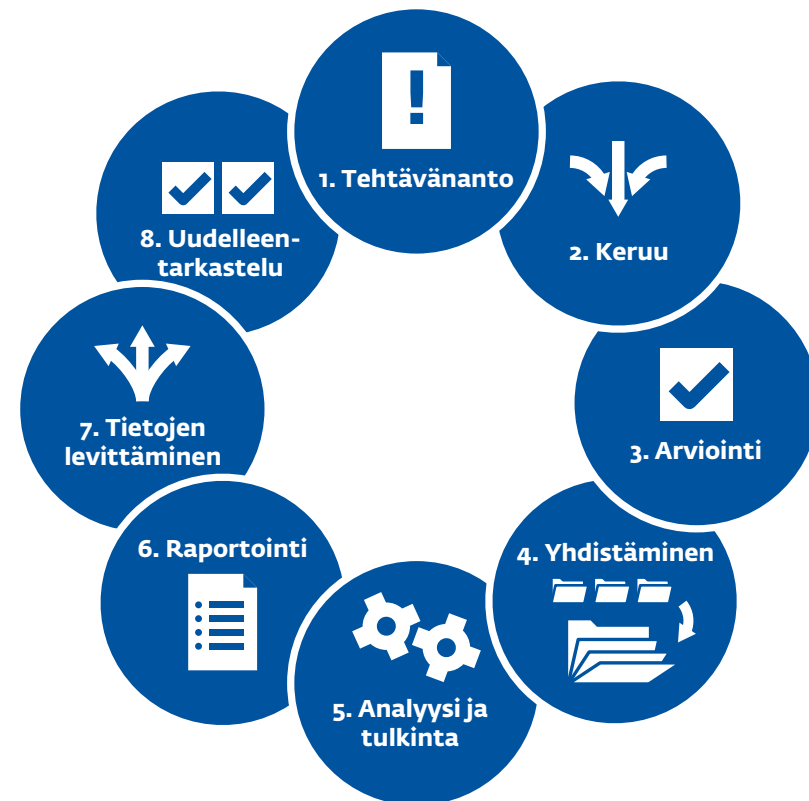 1. Tehtävänanto
2. Keruu
3. Arviointi
4. Yhdistäminen
5. Analyysi ja
tulkinta
6. Raportointi
7. Tietojen
levittäminen
8. Uudelleen-
tarkastelu